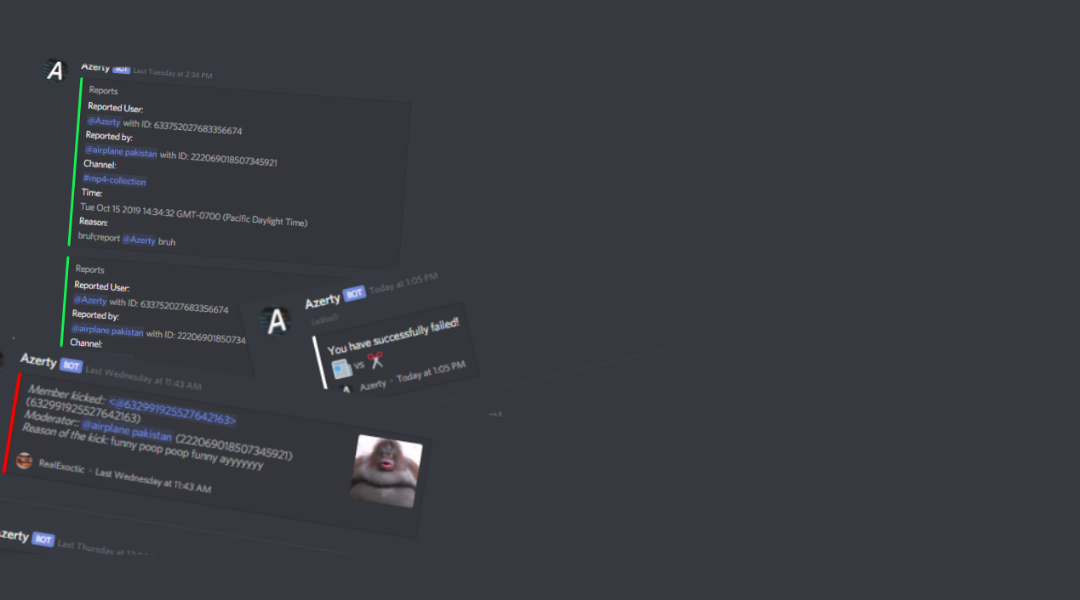 A
Azerty BOT Last Tuesday at 2:34 PM
Reports
Reported User:
@Azerty with ID: 633752027683356674
Reported by:
@airplane pakistan with ID: 222069018507345921
Channel:
#mp4-collection
Time:
Tue Oct 15 2019 14:34:32 GMT-0700 (Pacific Daylight Time)
Reason:
bruh;report @Azerty bruh
Reports
Reported User:
@Azerty with ID: 633752027683356674
Reported by:
@airplane pakistan with ID: 22206901850734
Channel:
A
Azerty BOT Today at 1:05 PM
(edited)
You have successfully failed!
vs
A Azerty • Today at 1:05 PM
Azerty BOT Last Wednesday at 11:43 AM
Member kicked:: <@632991925527642163>
(632991925527642163)
Moderator:: @airplane pakistan (222069018507345921)
Reason of the kick: funny poop poop funny ayyyyyyy
RealExoctic • Last Wednesday at 11:43 AM
zerty BOT Last Thursday at